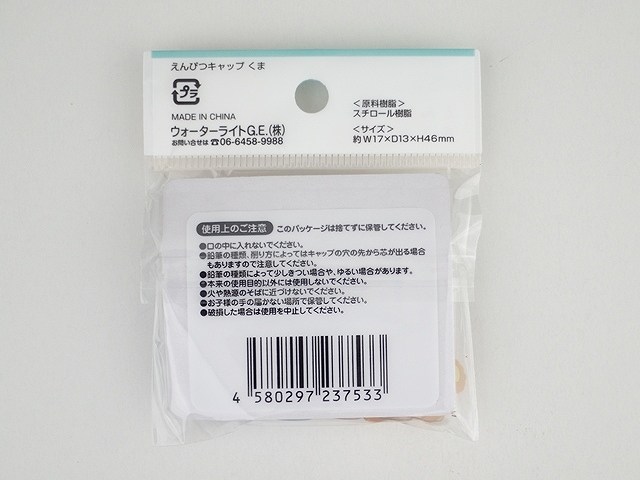 えんぴつキャップ くま
プラ
MADE IN CHINA
ウォーターライトG.E.(株)
お問い合せは ☎06-6458-9988
＜原料樹脂＞
スチロール樹脂
＜サイズ＞
約 W17×D13×H46mm
使用上のご注意 このパッケージは捨てずに保管してください。
●口の中に入れないでください。
●鉛筆の種類、削り方によってはキャップの穴の先から芯が出る場合
もありますので注意してください。
●鉛筆の種類によって少しきつい場合や、ゆるい場合があります。
●本来の使用目的以外には使用しないでください。
●火や熱源のそばに近づけないでください。
●お子様の手の届かない場所で保管してください。
●破損した場合は使用を中止してください。
4 580297 237533